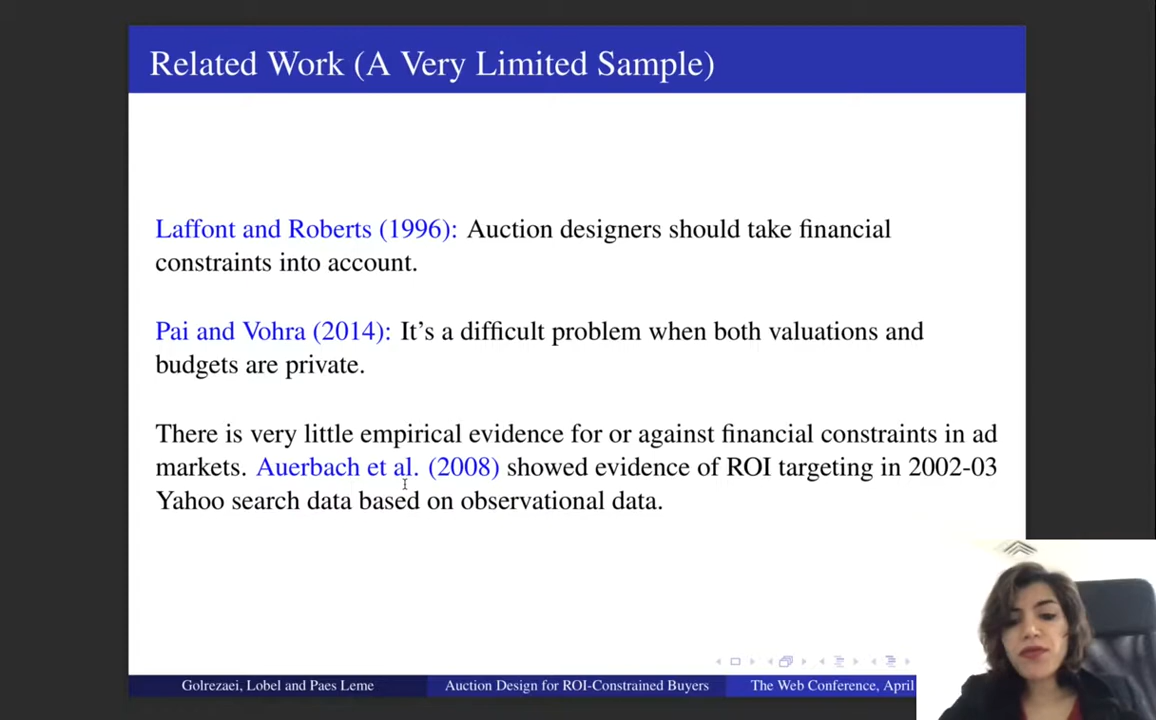 Related Work (A Very Limited Sample)
Laffont and Roberts (1996): Auction designers should take financial
constraints into account.
Pai and Vohra (2014): It's a difficult problem when both valuations and
budgets are private.
There is very little empirical evidence for or against financial constraints in ad
markets. Auerbach et al. (2008) showed evidence of ROI targeting in 2002-03
Yahoo search data based on observational data.
Golrezaei, Lobel and Paes Leme
Auction Design for ROI-Constrained Buyers
The Web Conference, April